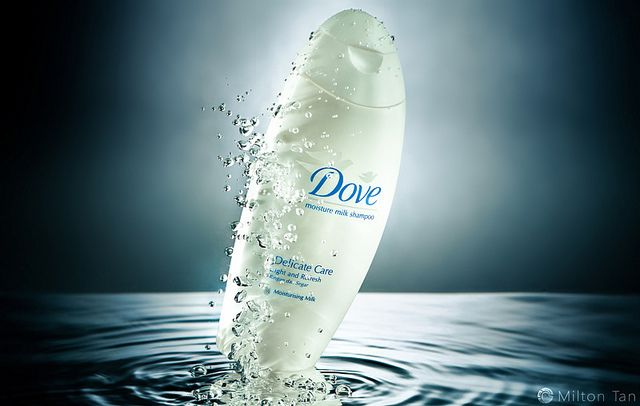 Dove
moisture milk shampoo
Delicate Care
Light and Refresh
Moisturising Milk
© Milton Tan